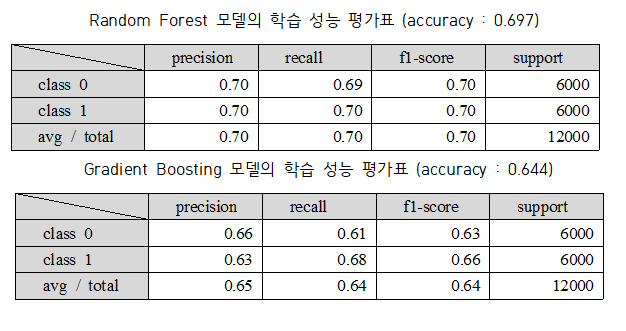 Random Forest 모델의 학습 성능 평가표 (accuracy : 0.697)
precision recall f1-score support
class 0 0.70 0.69 0.70 6000
class 1 0.70 0.70 0.70 6000
avg / total 0.70 0.70 0.70 12000
Gradient Boosting 모델의 학습 성능 평가표 (accuracy : 0.644)
precision recall f1-score support
class 0 0.66 0.61 0.63 6000
class 1 0.63 0.68 0.66 6000
avg / total 0.65 0.64 0.64 12000